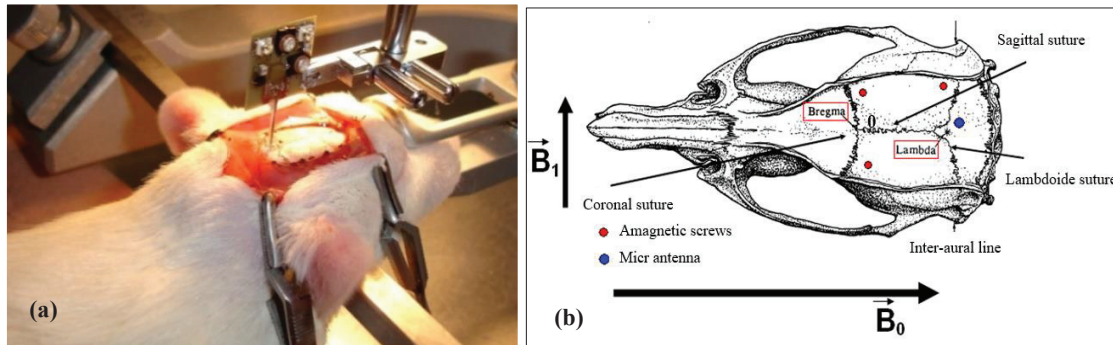 (a)
Sagittal suture
Bregma
0
Lambda
B₁
Lambdoide suture
Coronal suture
Amagnetic screws
Micr antenna
Inter-aural line
B₀
(b)